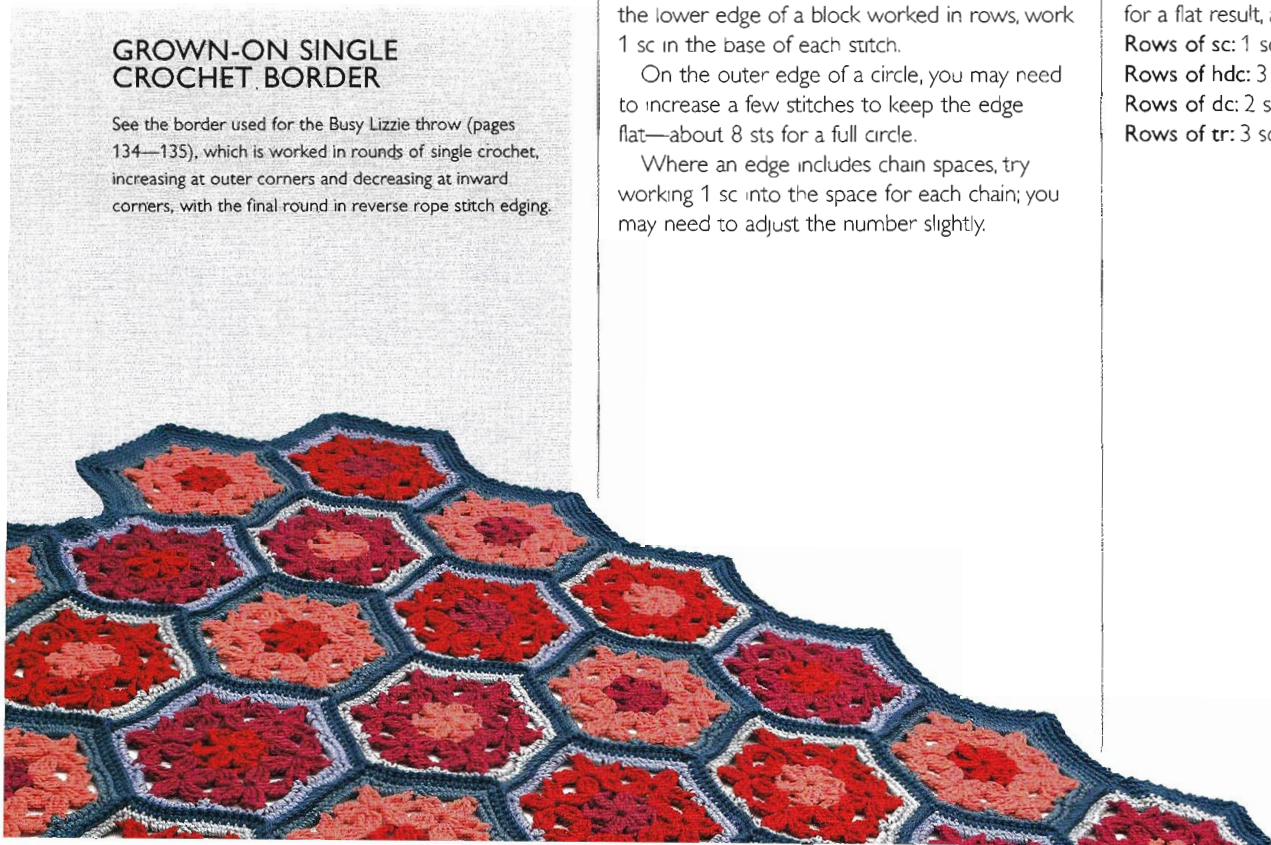 GROWN-ON SINGLE
CROCHET BORDER
See the border used for the Busy Lizzie throw (pages
134—135), which is worked in rounds of single crochet,
increasing at outer corners and decreasing at inward
corners, with the final round in reverse rope stitch edging.
the lower edge of a block worked in rows, work
1 sc in the base of each stitch.
On the outer edge of a circle, you may need
to increase a few stitches to keep the edge
flat—about 8 sts for a full circle.
Where an edge includes chain spaces, try
working 1 sc into the space for each chain; you
may need to adjust the number slightly.
for a flat result,
Rows of sc: 1
Rows of hdc: 3
Rows of dc: 2
Rows of tr: 3